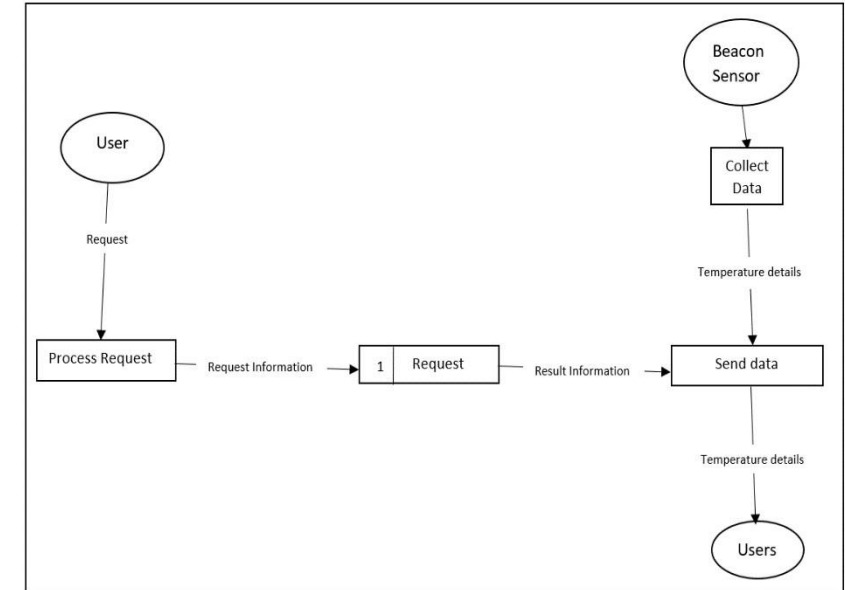 Beacon
Sensor
User
Collect
Data
Request
Temperature details
Process Request
Request Information
1
Request
Result Information
Send data
Temperature details
Users